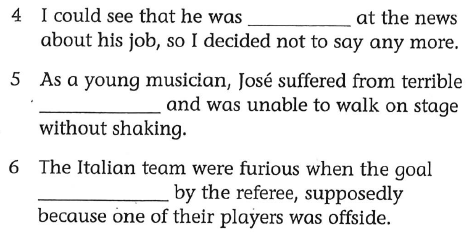 4 I could see that he was __________ at the news
about his job, so I decided not to say any more.
5 As a young musician, José suffered from terrible
____________ and was unable to walk on stage
without shaking.
6 The Italian team were furious when the goal
_____________ by the referee, supposedly
because one of their players was offside.